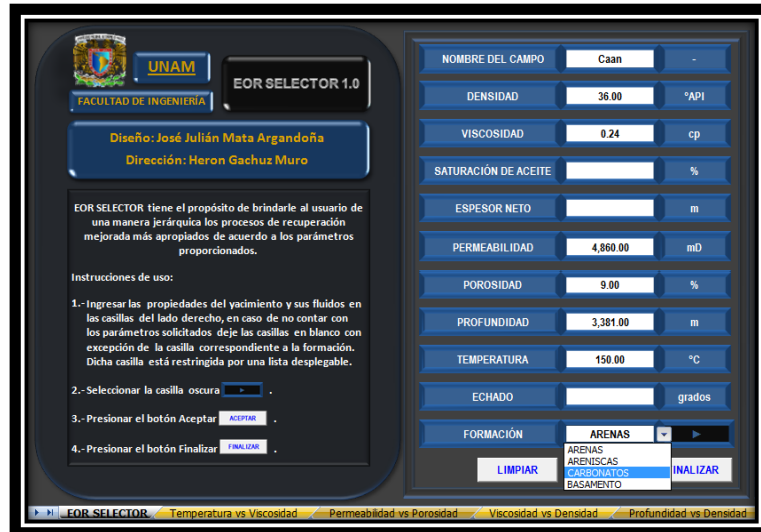 UNAM
FACULTAD DE INGENIERÍA
EOR SELECTOR 1.0
Diseño: José Julián Mata Argandoña
Dirección: Heron Gachuz Muro
EOR SELECTOR tiene el propósito de brindarle al usuario de
una manera jerárquica los procesos de recuperación
mejorada más apropiados de acuerdo a los parámetros
proporcionados.
Instrucciones de uso:
1.- Ingresar las propiedades del yacimiento y sus fluidos en
las casillas del lado derecho, en caso de no contar con
los parámetros solicitados deje las casillas en blanco con
excepción de la casilla correspondiente a la formación.
Dicha casilla está restringida por una lista desplegable.
2.- Seleccionar la casilla oscura .
3.- Presionar el botón Aceptar ACEPTAR .
4.- Presionar el botón Finalizar FINALIZAR .
NOMBRE DEL CAMPO Caan -
DENSIDAD 36.00 °API
VISCOSIDAD 0.24 cp
SATURACIÓN DE ACEITE %
ESPESOR NETO m
PERMEABILIDAD 4,860.00 mD
POROSIDAD 9.00 %
PROFUNDIDAD 3,381.00 m
TEMPERATURA 150.00 °C
ECHADO grados
FORMACIÓN ARENAS
ARENAS
ARENISCAS
CARBONATOS
BASAMENTO
LIMPIAR INALIZAR
EOR SELECTOR Temperatura vs Viscosidad Permeabilidad vs Porosidad Viscosidad vs Densidad Profundidad vs Densidad